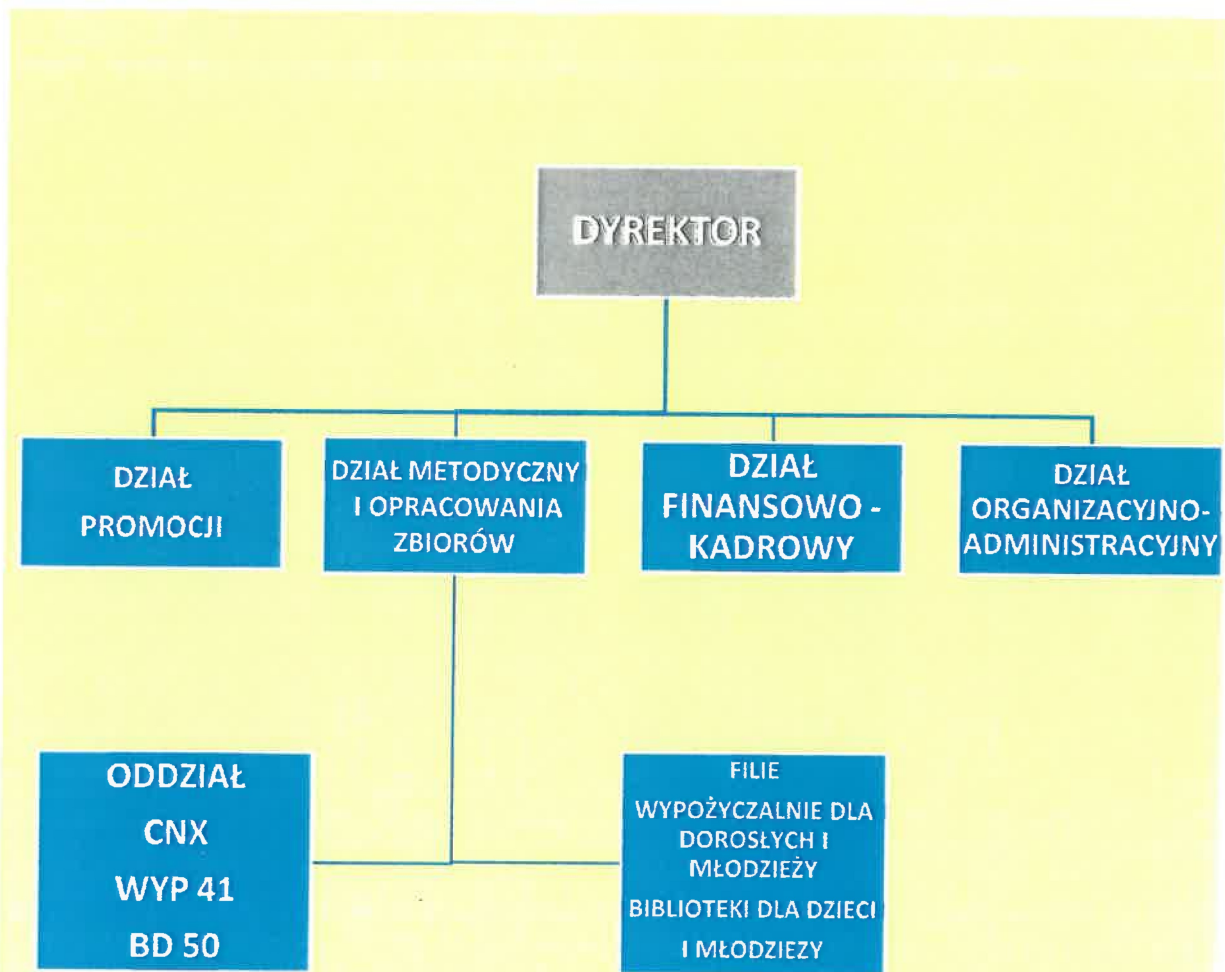 DYREKTOR
DZIAŁ
PROMOCJI
DZIAŁ METODYCZNY
I OPRACOWANIA
ZBIORÓW
DZIAŁ
FINANSOWO -
KADROWY
DZIAŁ
ORGANIZACYJNO-
ADMINISTRACYJNY
ODDZIAŁ
CNX
WYP 41
BD 50
FILIE
WYPOŻYCZALNIE DLA
DOROSŁYCH I
MŁODZIEŻY
BIBLIOTEKI DLA DZIECI
I MŁODZIEZY